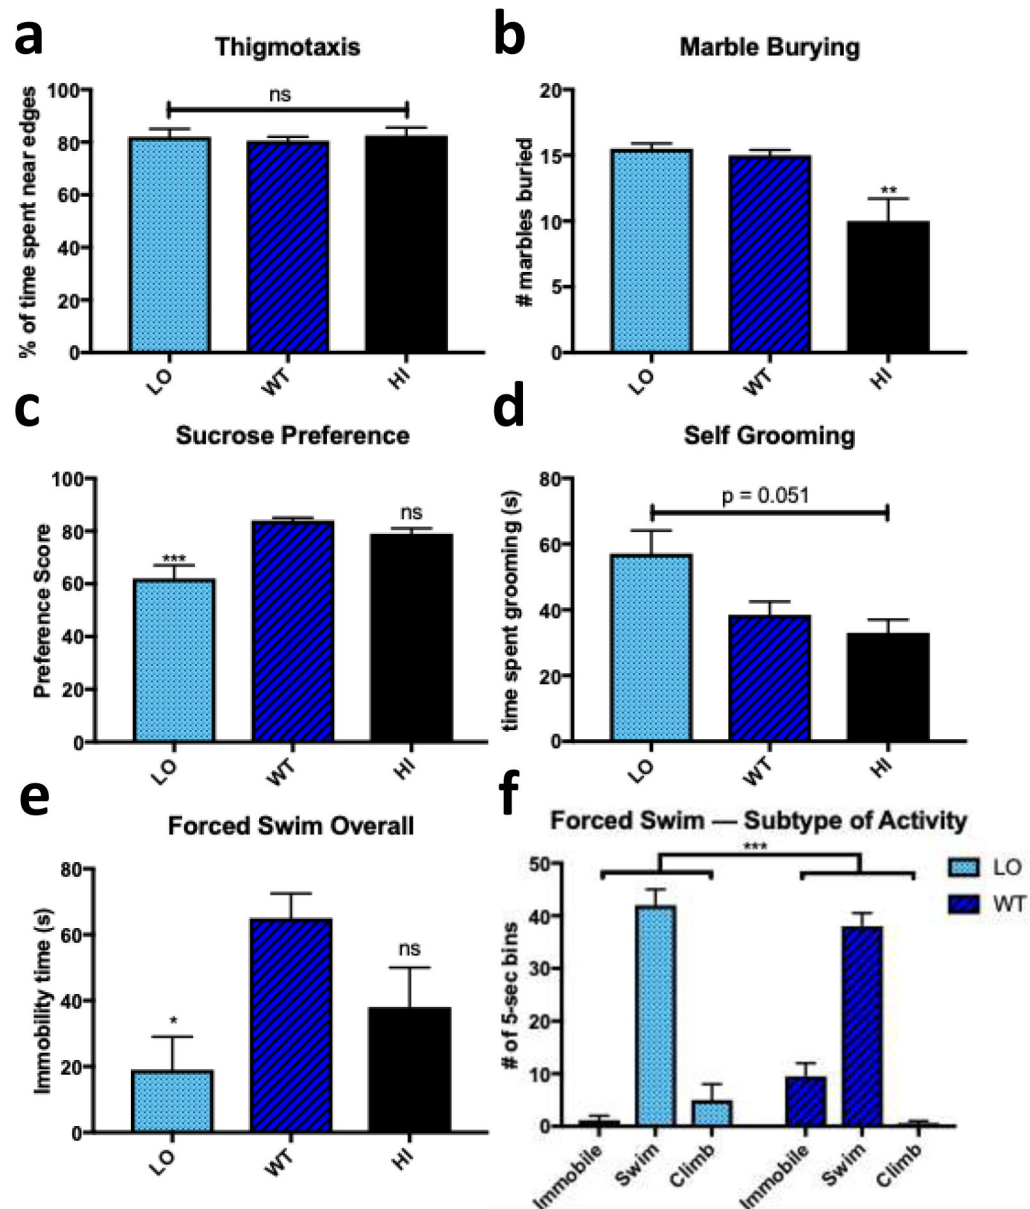 a
Thigmotaxis
% of time spent near edges
100
80
60
40
20
0
ns
LO
WT
HI
b
Marble Burying
# marbles buried
20
15
10
5
0
**
LO
WT
HI
c
Sucrose Preference
Preference Score
100
80
60
40
20
0
***
ns
LO
WT
HI
d
Self Grooming
time spent grooming (s)
80
60
40
20
0
p = 0.051
LO
WT
HI
e
Forced Swim Overall
Immobility time (s)
80
60
40
20
0
*
ns
LO
WT
HI
f
Forced Swim — Subtype of Activity
# of 5-sec bins
50
40
30
20
10
0
***
LO
WT
Immobile
Swim
Climb
Immobile
Swim
Climb